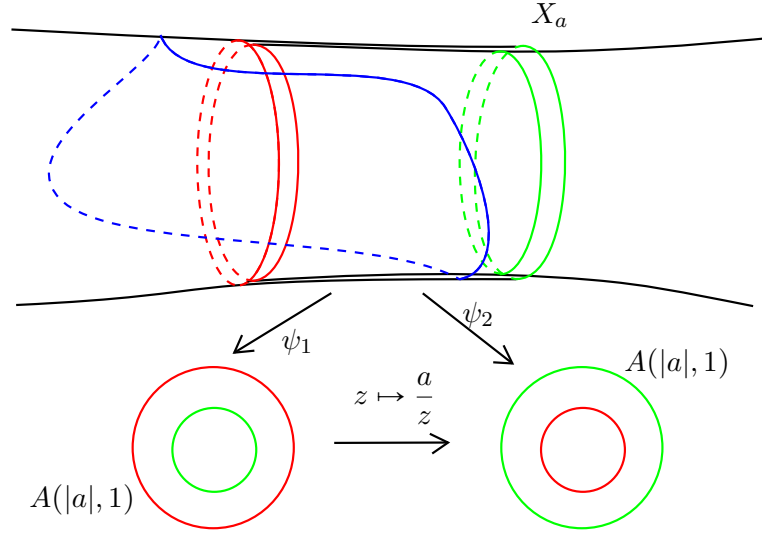 X_a
ψ_1
ψ_2
A(|a|, 1)
z ↦ a/z
A(|a|, 1)